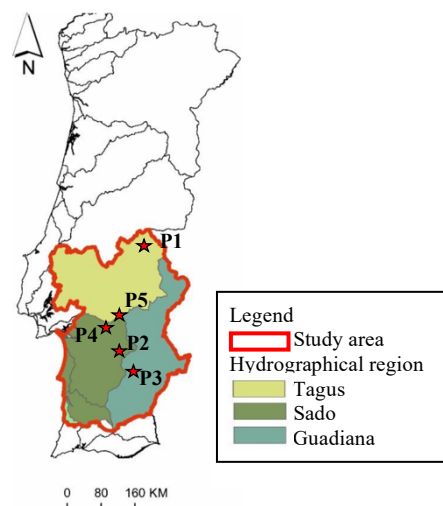 N
P1
P5
P4
P2
P3
Legend
Study area
Hydrographical region
Tagus
Sado
Guadiana
0 80 160 KM